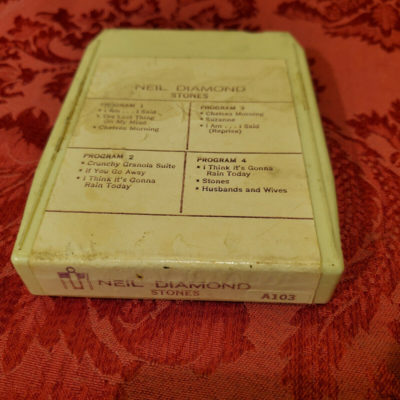 NEIL DIAMOND
STONES
PROGRAM 1
• I Am . . . I Said
• The Last Thing
On My Mind
• Chelsea Morning
PROGRAM 3
• Chelsea Morning
• Suzanne
• I Am . . . I Said
(Reprise)
PROGRAM 2
• Crunchy Granola Suite
• If You Go Away
• I Think It's Gonna
Rain Today
PROGRAM 4
• I Think It's Gonna
Rain Today
• Stones
• Husbands and Wives
NEIL DIAMOND
STONES
A103